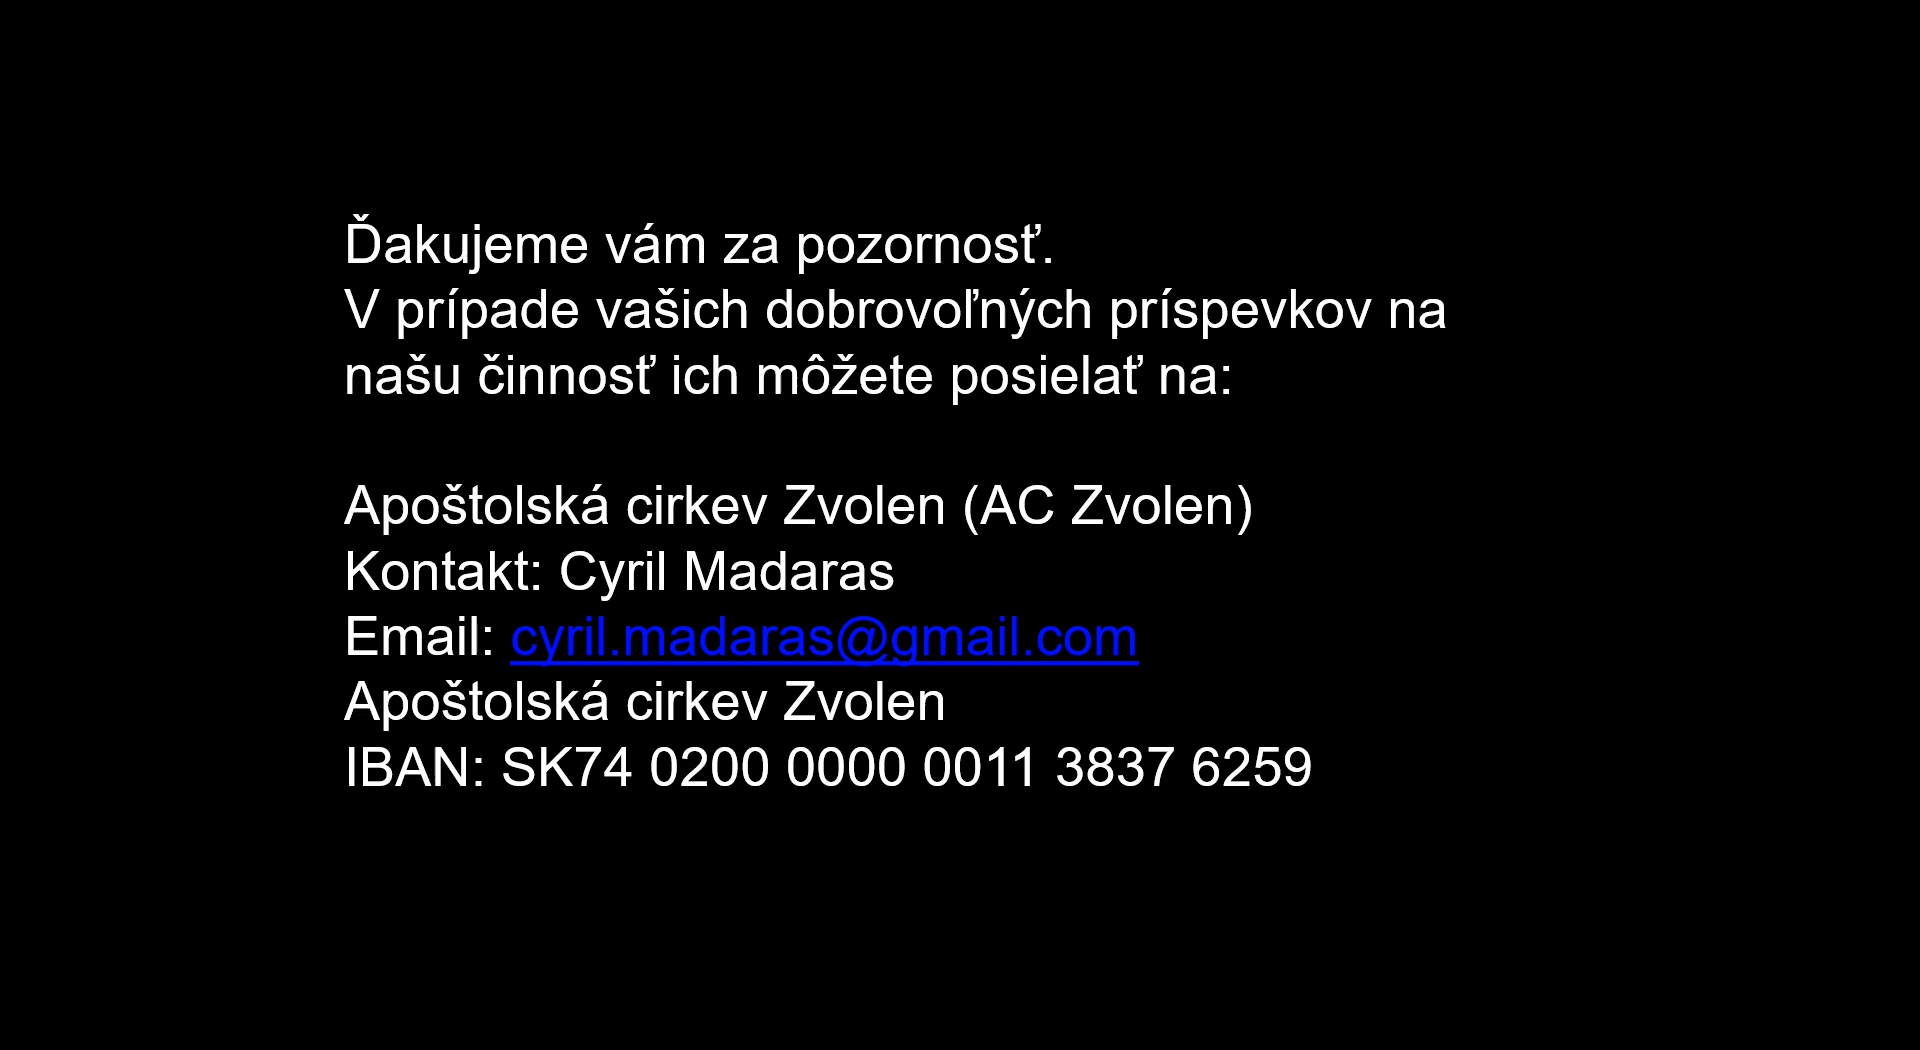 Ďakujeme vám za pozornosť.
V prípade vašich dobrovoľných príspevkov na
našu činnosť ich môžete posielať na:
Apoštolská cirkev Zvolen (AC Zvolen)
Kontakt: Cyril Madaras
Email: cyril.madaras@gmail.com
Apoštolská cirkev Zvolen
IBAN: SK74 0200 0000 0011 3837 6259